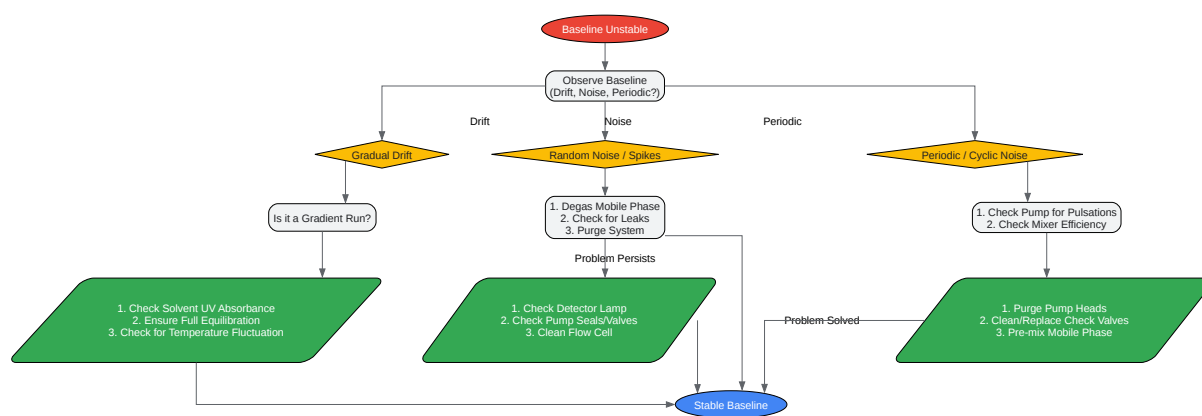 Baseline Unstable
Observe Baseline
(Drift, Noise, Periodic?)
Drift
Noise
Periodic
Gradual Drift
Random Noise / Spikes
Periodic / Cyclic Noise
Is it a Gradient Run?
1. Degas Mobile Phase
2. Check for Leaks
3. Purge System
1. Check Pump for Pulsations
2. Check Mixer Efficiency
Problem Persists
1. Check Solvent UV Absorbance
2. Ensure Full Equilibration
3. Check for Temperature Fluctuation
1. Check Detector Lamp
2. Check Pump Seals/Valves
3. Clean Flow Cell
Problem Solved
1. Purge Pump Heads
2. Clean/Replace Check Valves
3. Pre-mix Mobile Phase
Stable Baseline